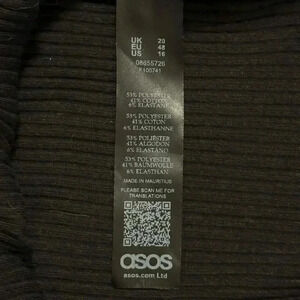 UK 20
EU 48
US 16
08655726
F100741
53% POLYESTER
41% COTTON
6% ELASTANE
53% POLYESTER
41% COTON
6% ELASTHANNE
53% POLIESTER
41% ALGODON
6% ELASTANO
53% POLYESTER
41% BAUMWOLLE
6% ELASTHAN
MADE IN MAURITIUS
PLEASE SCAN ME FOR
TRANSLATIONS
asos
asos.com Ltd